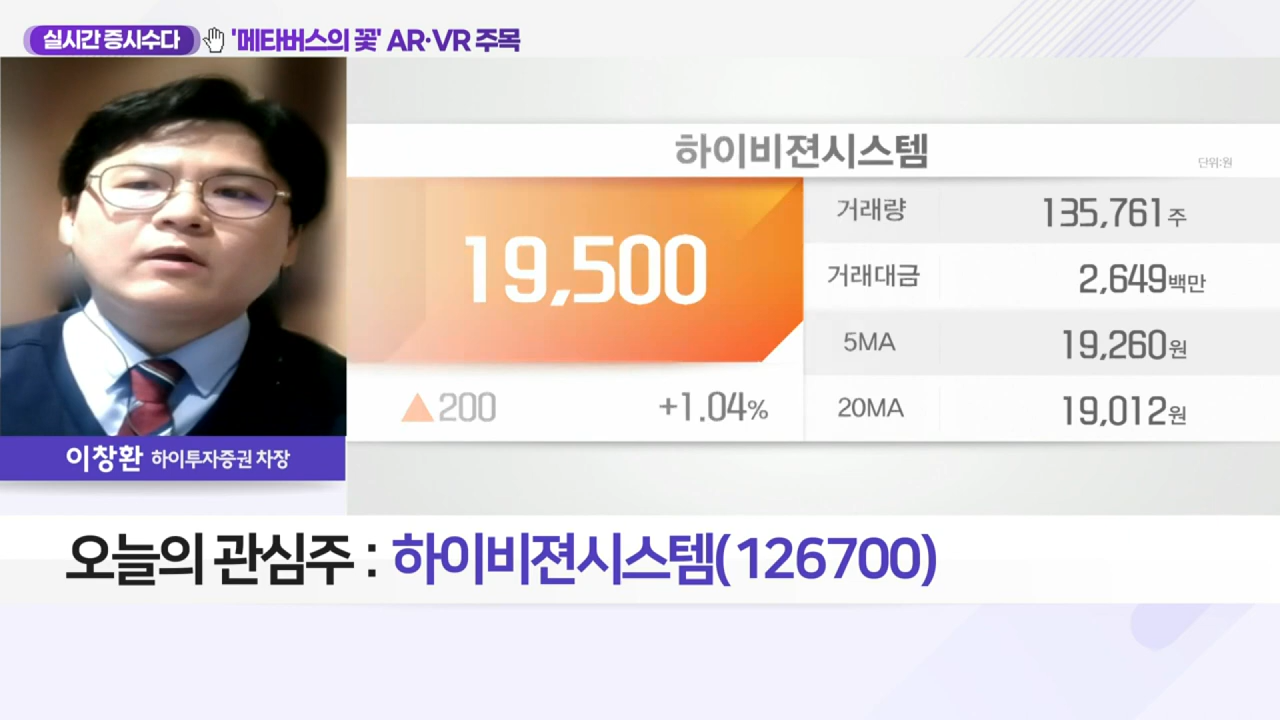 실시간 증시수다 '메타버스의 꽃' AR·VR 주목
하이비젼시스템
단위:원
19,500
▲200 +1.04%
거래량 135,761주
거래대금 2,649백만
5MA 19,260원
20MA 19,012원
이창환 하이투자증권 차장
오늘의 관심주 : 하이비젼시스템(126700)